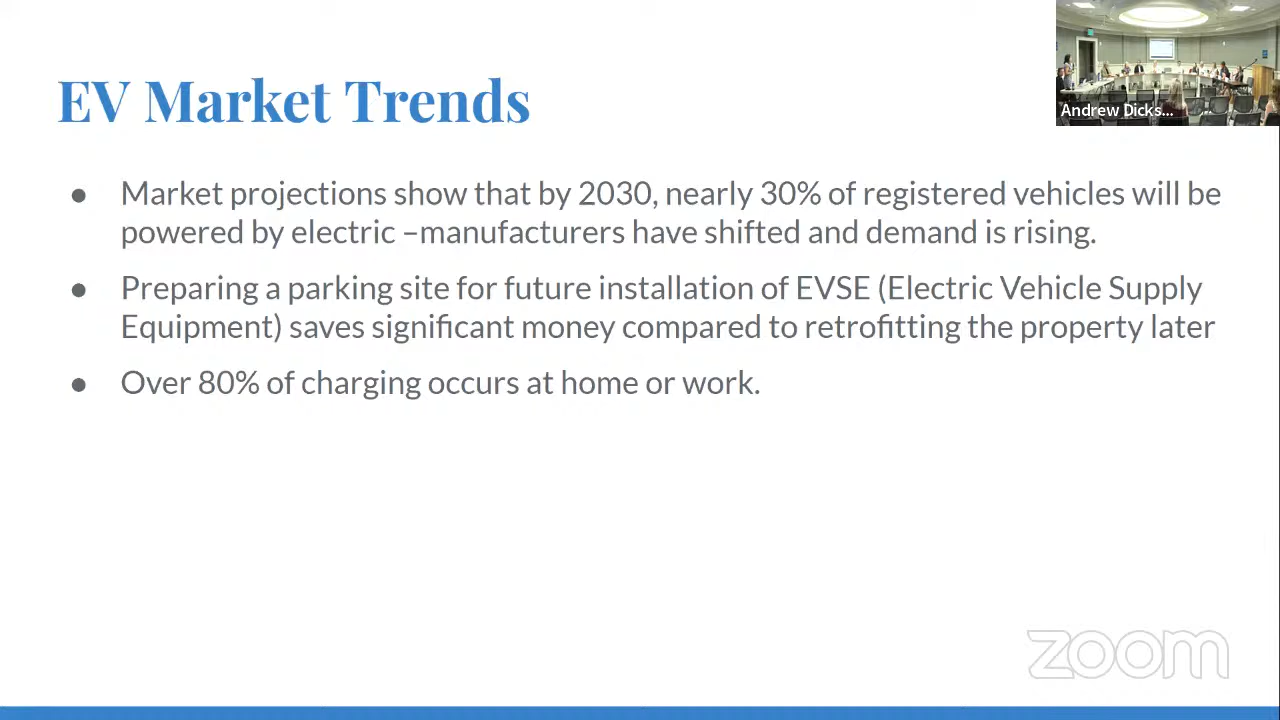 EV Market Trends
Andrew Dicks...
● Market projections show that by 2030, nearly 30% of registered vehicles will be
powered by electric –manufacturers have shifted and demand is rising.
● Preparing a parking site for future installation of EVSE (Electric Vehicle Supply
Equipment) saves significant money compared to retrofitting the property later
● Over 80% of charging occurs at home or work.
zoom